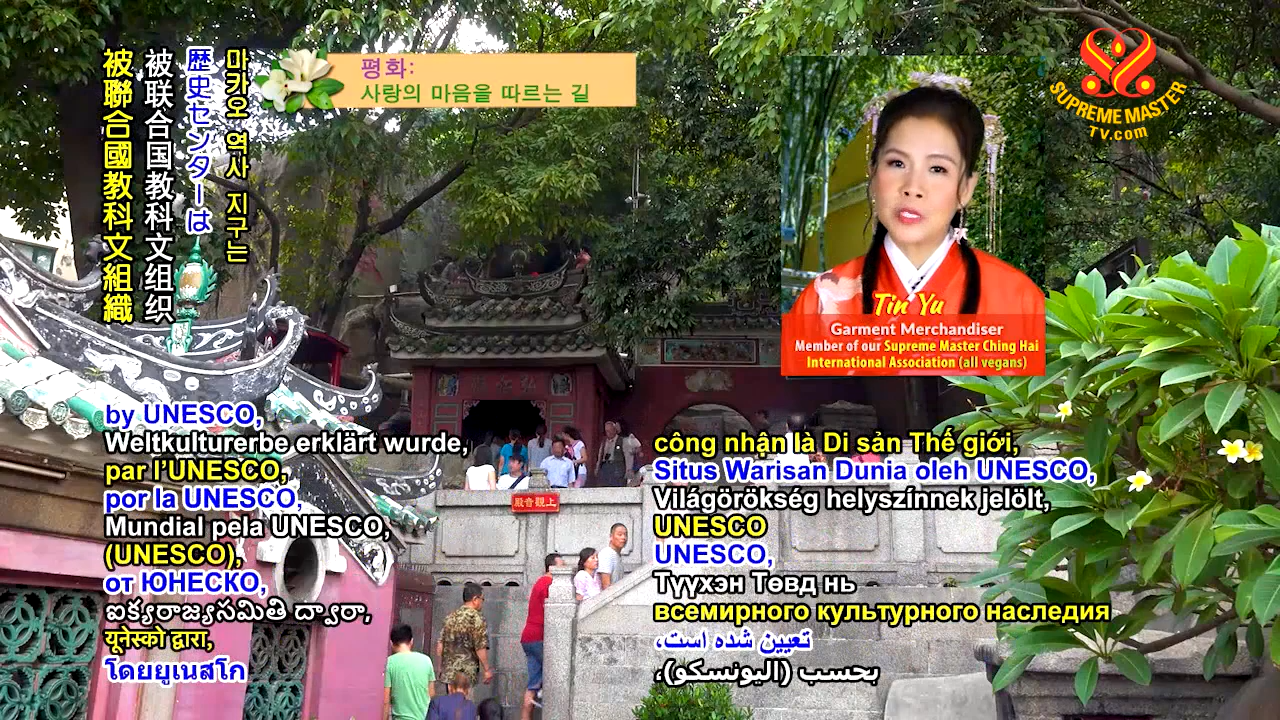 마카오 역사 지구는
歴史センターは
被联合国教科文组织
被聯合國教科文組織
평화:
사랑의 마음을 따르는 길
SUPREME MASTER
TV.com
Tin Yu
Garment Merchandiser
Member of our Supreme Master Ching Hai
International Association (all vegans)
by UNESCO,
Weltkulturerbe erklärt wurde,
par l'UNESCO,
por la UNESCO,
Mundial pela UNESCO,
(UNESCO),
от ЮНЕСКО,
ఐక్యరాజ్యసమితి ద్వారా,
यूनेस्को द्वारा,
โดยยูเนสโก
công nhận là Di sản Thế giới,
Situs Warisan Dunia oleh UNESCO,
Világörökség helyszínnek jelölt,
UNESCO
UNESCO,
Түүхэн Төвд нь
всемирного культурного наследия
تعیین شده است،
بحسب (اليونسكو)،
殿音觀上